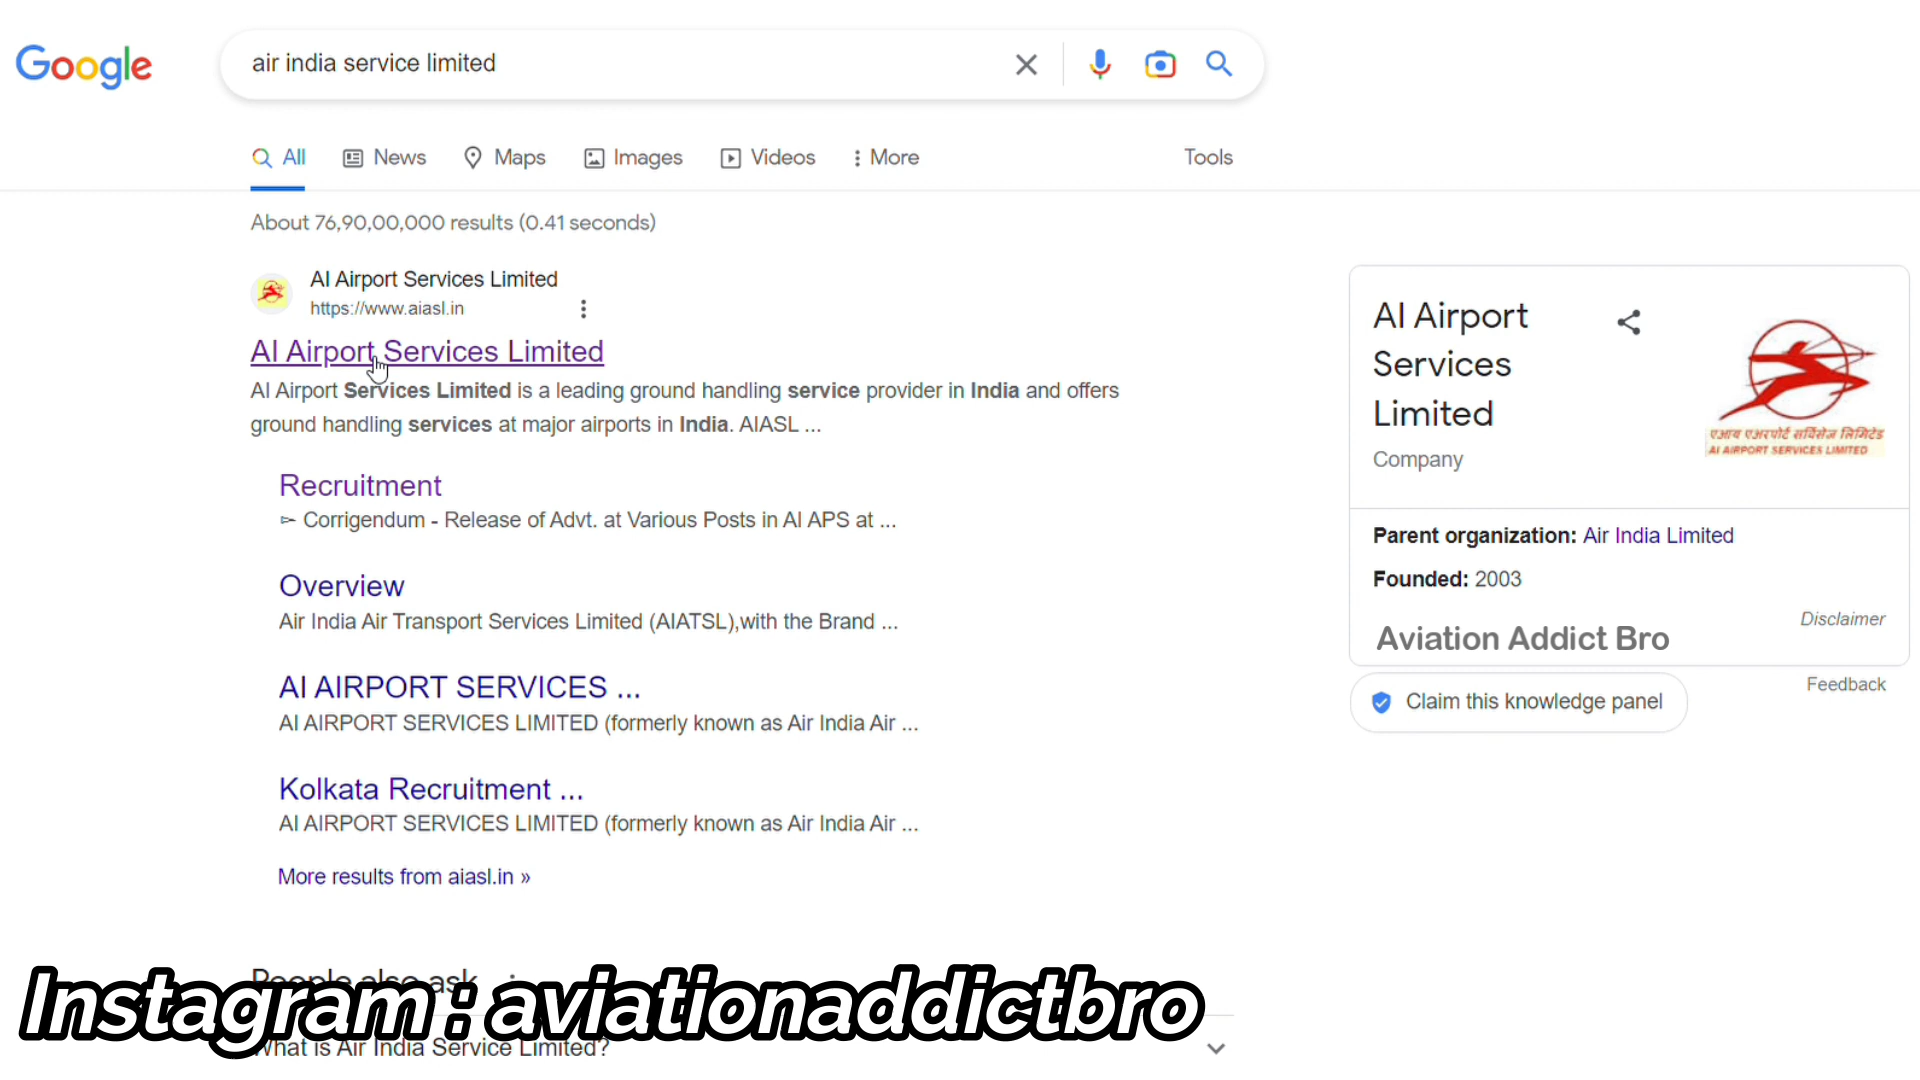 Google
air india service limited
All
News
Maps
Images
Videos
More
Tools
About 76,90,00,000 results (0.41 seconds)
AI Airport Services Limited
https://www.aiasl.in
AI Airport Services Limited
AI Airport Services Limited is a leading ground handling service provider in India and offers
ground handling services at major airports in India. AIASL ...
Recruitment
▻ Corrigendum - Release of Advt. at Various Posts in AI APS at ...
Overview
Air India Air Transport Services Limited (AIATSL),with the Brand ...
AI AIRPORT SERVICES ...
AI AIRPORT SERVICES LIMITED (formerly known as Air India Air ...
Kolkata Recruitment ...
AI AIRPORT SERVICES LIMITED (formerly known as Air India Air ...
More results from aiasl.in »
People also ask
Instagram : aviationaddictbro
What is Air India Service Limited?
AI Airport
Services
Limited
Company
एआय एअरपोर्ट सर्विसेज लिमिटेड
AI AIRPORT SERVICES LIMITED
Parent organization: Air India Limited
Founded: 2003
Disclaimer
Aviation Addict Bro
Feedback
Claim this knowledge panel